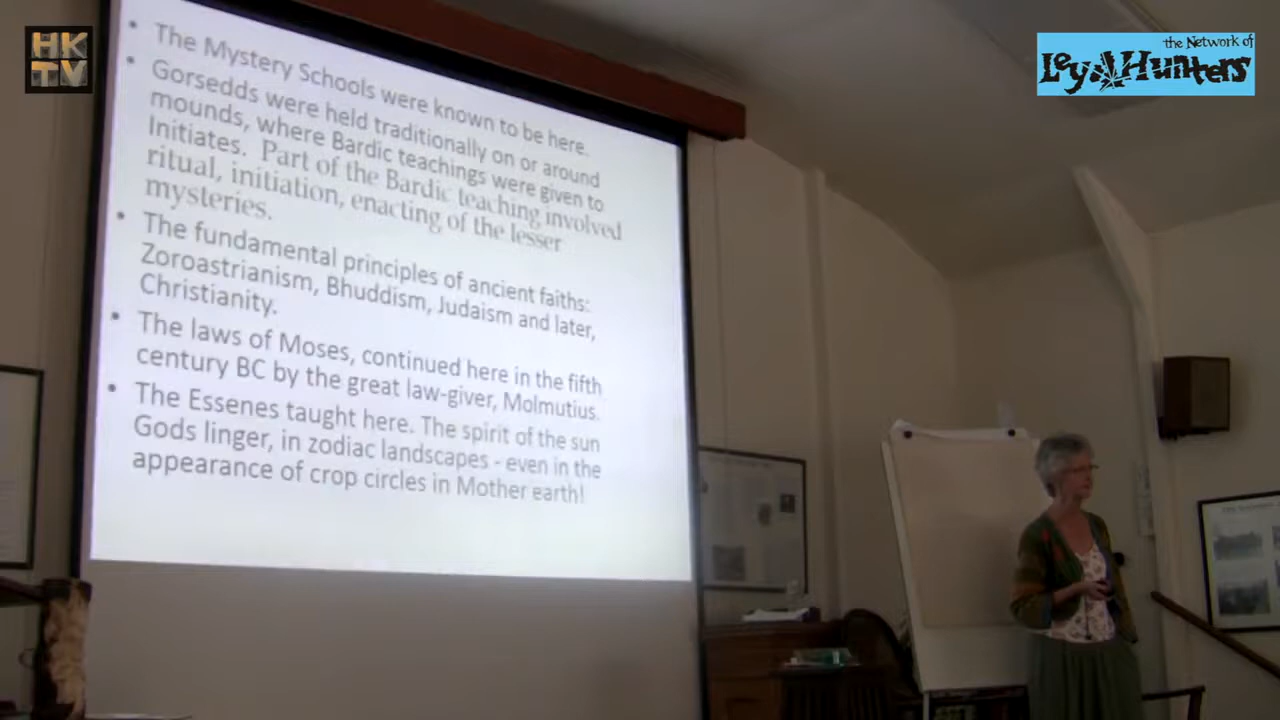 HK
TV
the Network of
Ley Hunters
• The Mystery Schools were known to be here.
• Gorsedds were held traditionally on or around
mounds, where Bardic teachings were given to
Initiates. Part of the Bardic teaching involved
ritual, initiation, enacting of the lesser
mysteries.
• The fundamental principles of ancient faiths:
Zoroastrianism, Bhuddism, Judaism and later,
Christianity.
• The laws of Moses, continued here in the fifth
century BC by the great law-giver, Molmutius.
• The Essenes taught here. The spirit of the sun
Gods linger, in zodiac landscapes - even in the
appearance of crop circles in Mother earth!